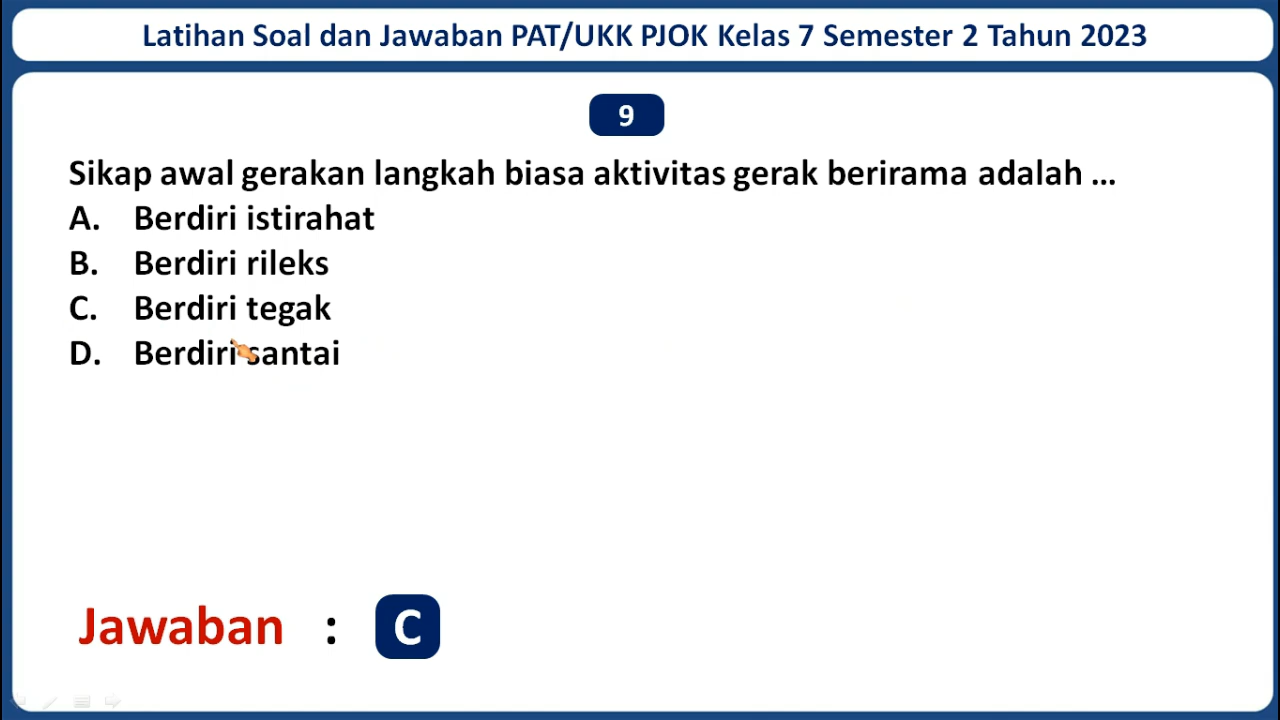 Latihan Soal dan Jawaban PAT/UKK PJOK Kelas 7 Semester 2 Tahun 2023
9
Sikap awal gerakan langkah biasa aktivitas gerak berirama adalah ...
A. Berdiri istirahat
B. Berdiri rileks
C. Berdiri tegak
D. Berdiri santai
Jawaban : C